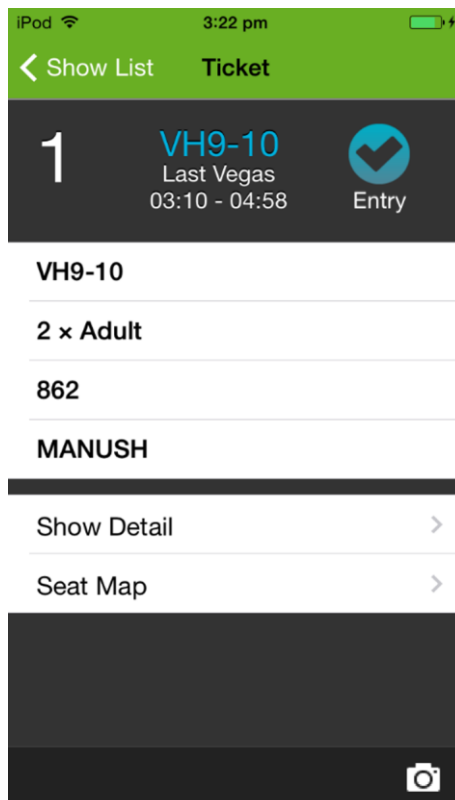 iPod 3:22 pm
Show List Ticket
1
VH9-10
Last Vegas
03:10 - 04:58
Entry
VH9-10
2 × Adult
862
MANUSH
Show Detail
Seat Map